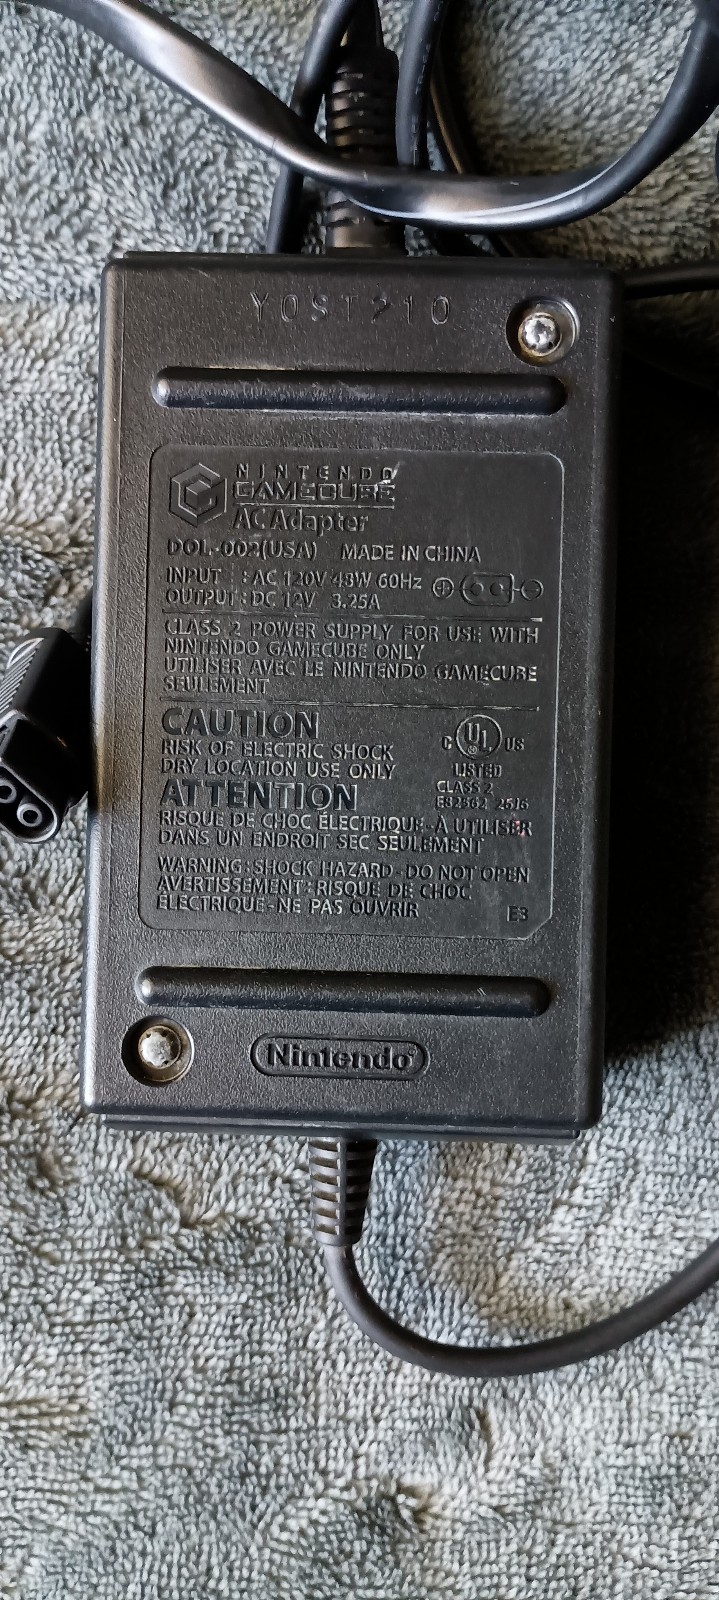 Y0ST210
NINTENDO
GAMECUBE
AC Adapter
DOL-002(USA) MADE IN CHINA
INPUT : AC 120V 48W 60Hz
OUTPUT : DC 12V 3.25A
CLASS 2 POWER SUPPLY FOR USE WITH
NINTENDO GAMECUBE ONLY
UTILISER AVEC LE NINTENDO GAMECUBE
SEULEMENT
CAUTION
RISK OF ELECTRIC SHOCK
DRY LOCATION USE ONLY
C UL US
LISTED
CLASS 2
E82362 2516
ATTENTION
RISQUE DE CHOC ÉLECTRIQUE-À UTILISER
DANS UN ENDROIT SEC SEULEMENT
WARNING:SHOCK HAZARD-DO NOT OPEN
AVERTISSEMENT:RISQUE DE CHOC
ÉLECTRIQUE-NE PAS OUVRIR
E3
Nintendo